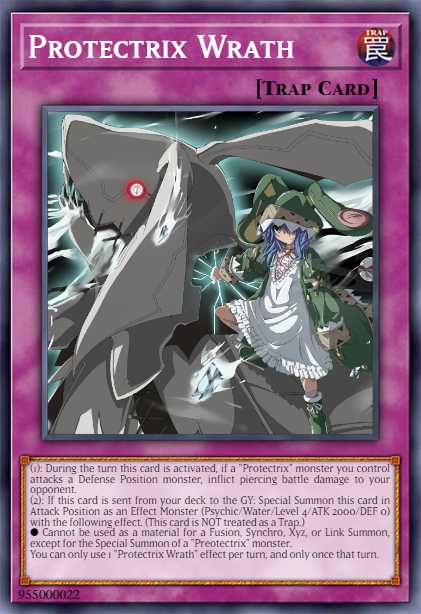 Protectrix Wrath
TRAP
罠
[Trap Card]
(1): During the turn this card is activated, if a "Protectrix" monster you control
attacks a Defense Position monster, inflict piercing battle damage to your
opponent.
(2): If this card is sent from your deck to the GY: Special Summon this card in
Attack Position as an Effect Monster (Psychic/Water/Level 4/ATK 2000/DEF 0)
with the following effect. (This card is NOT treated as a Trap.)
● Cannot be used as a material for a Fusion, Synchro, Xyz, or Link Summon,
except for the Special Summon of a "Preotectrix" monster.
You can only use 1 "Protectrix Wrath" effect per turn, and only once that turn.
955000022